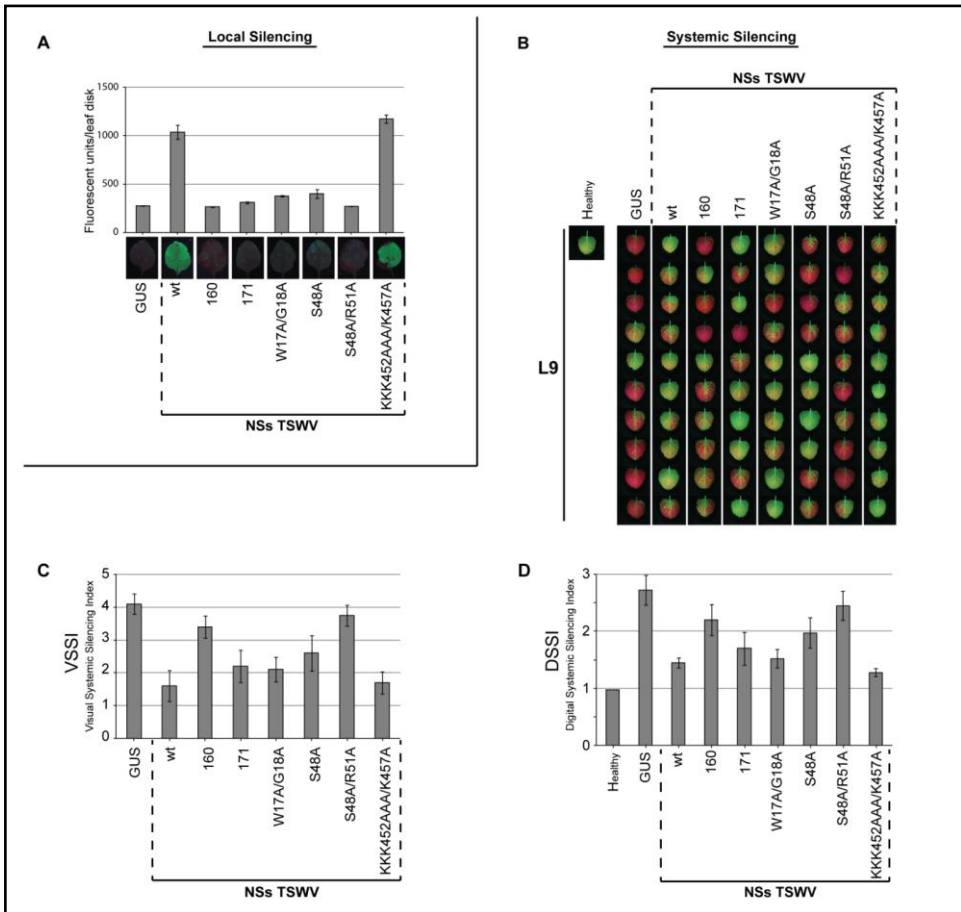 A
Local Silencing
1500
1000
500
0
Fluorescent units/leaf disk
GUS
wt
160
171
W17A/G18A
S48A
S48A/R51A
KKK452AAA/K457A
NSs TSWV
B
Systemic Silencing
NSs TSWV
Healthy
GUS
wt
160
171
W17A/G18A
S48A
S48A/R51A
KKK452AAA/K457A
L9
C
5
4
3
2
1
0
VSSI
Visual Systemic Silencing Index
GUS
wt
160
171
W17A/G18A
S48A
S48A/R51A
KKK452AAA/K457A
NSs TSWV
D
3
2
1
0
DSSI
Digital Systemic Silencing Index
Healthy
GUS
wt
160
171
W17A/G18A
S48A
S48A/R51A
KKK452AAA/K457A
NSs TSWV